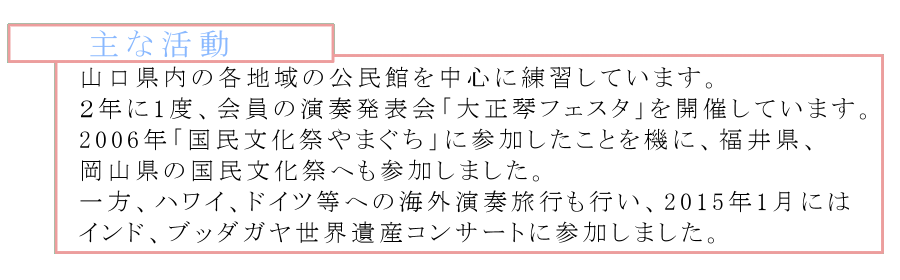 主な活動
山口県内の各地域の公民館を中心に練習しています。
２年に1度、会員の演奏発表会「大正琴フェスタ」を開催しています。
2006年「国民文化祭やまぐち」に参加したことを機に、福井県、
岡山県の国民文化祭へも参加しました。
一方、ハワイ、ドイツ等への海外演奏旅行も行い、2015年1月には
インド、ブッダガヤ世界遺産コンサートに参加しました。